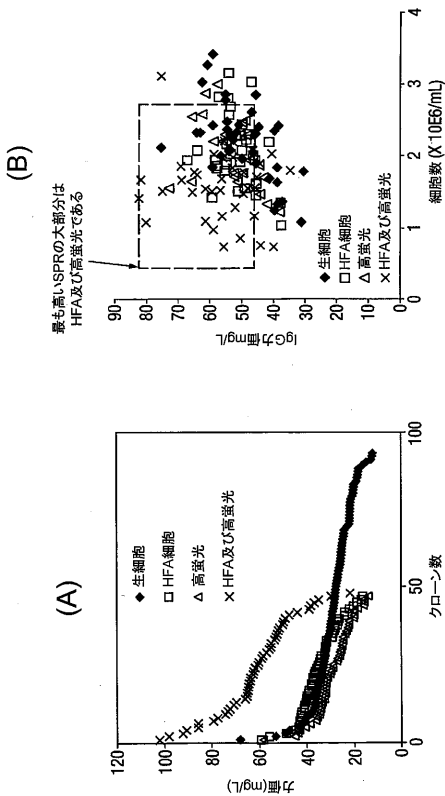 (A)
120
100
80
60
40
20
0
力価(mg/L)
0
50
100
クローン数
◆ 生細胞
□ HFA細胞
△ 高蛍光
× HFA及び高蛍光
(B)
最も高いSPRの大部分は
HFA及び高蛍光である
90
80
70
60
50
40
30
20
10
0
IgG力価mg/L
0
1
2
3
4
細胞数 (X 10E6/mL)
◆ 生細胞
□ HFA細胞
△ 高蛍光
× HFA及び高蛍光